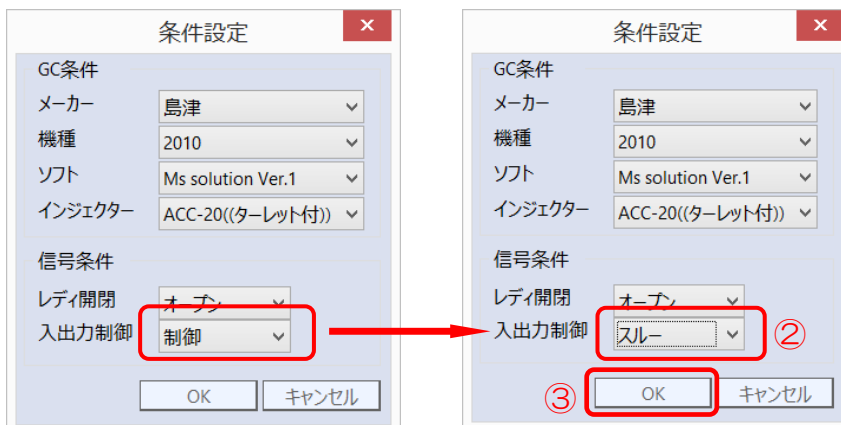 条件設定
GC条件
メーカー 島津
機種 2010
ソフト Ms solution Ver.1
インジェクター ACC-20((ターレット付))
信号条件
レディ開閉 オープン
入出力制御 制御
OK キャンセル
条件設定
GC条件
メーカー 島津
機種 2010
ソフト Ms solution Ver.1
インジェクター ACC-20((ターレット付))
信号条件
レディ開閉 オープン
入出力制御 スルー ②
③ OK キャンセル